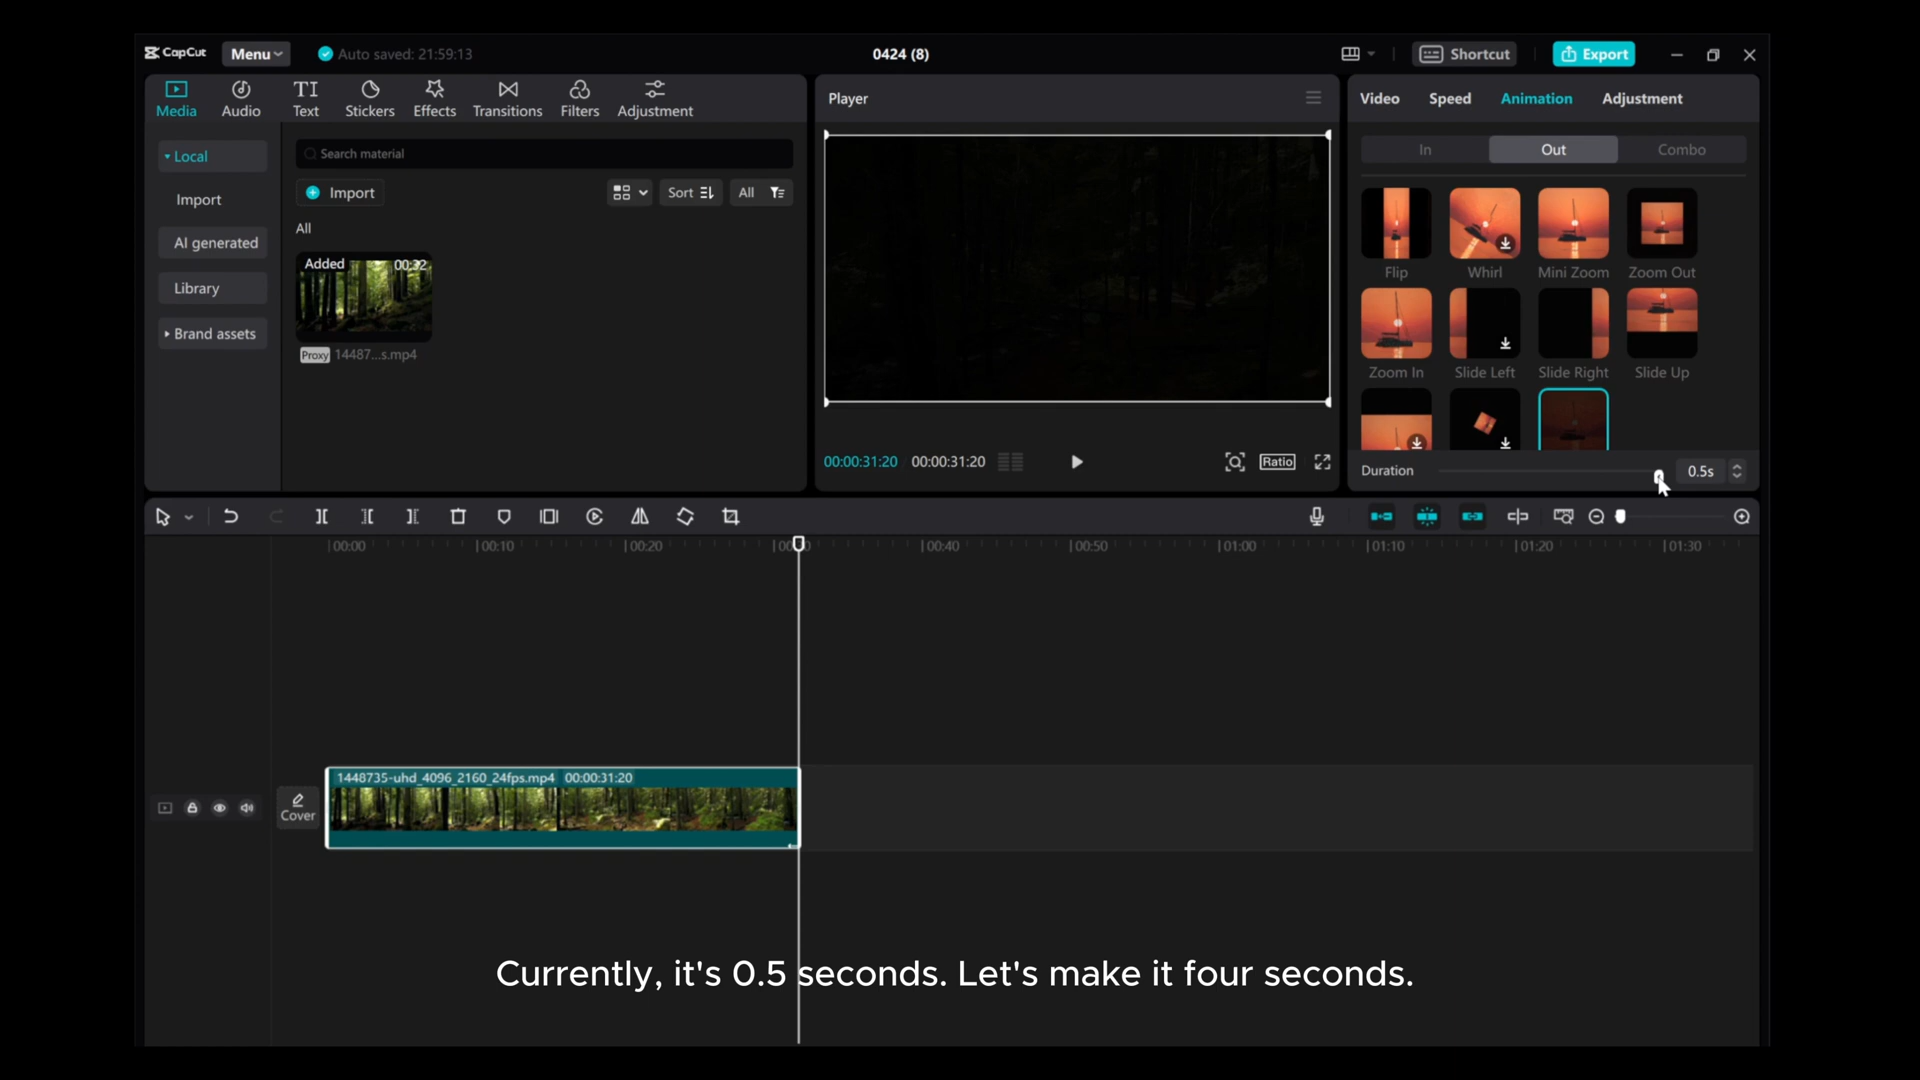 CapCut
Menu
Auto saved: 21:59:13
0424 (8)
Shortcut
Export
Media
Audio
TI
Text
Stickers
Effects
Transitions
Filters
Adjustment
Player
Video
Speed
Animation
Adjustment
Local
Import
AI generated
Library
Brand assets
Search material
Import
Sort
All
All
Added
00:32
Proxy
14487...s.mp4
In
Out
Combo
Flip
Whirl
Mini Zoom
Zoom Out
Zoom In
Slide Left
Slide Right
Slide Up
Duration
0.5s
00:00:31:20
00:00:31:20
Ratio
00:00
00:10
00:20
00:40
00:50
01:00
01:10
01:20
01:30
1448735-uhd_4096_2160_24fps.mp4 00:00:31:20
Cover
Currently, it's 0.5 seconds. Let's make it four seconds.